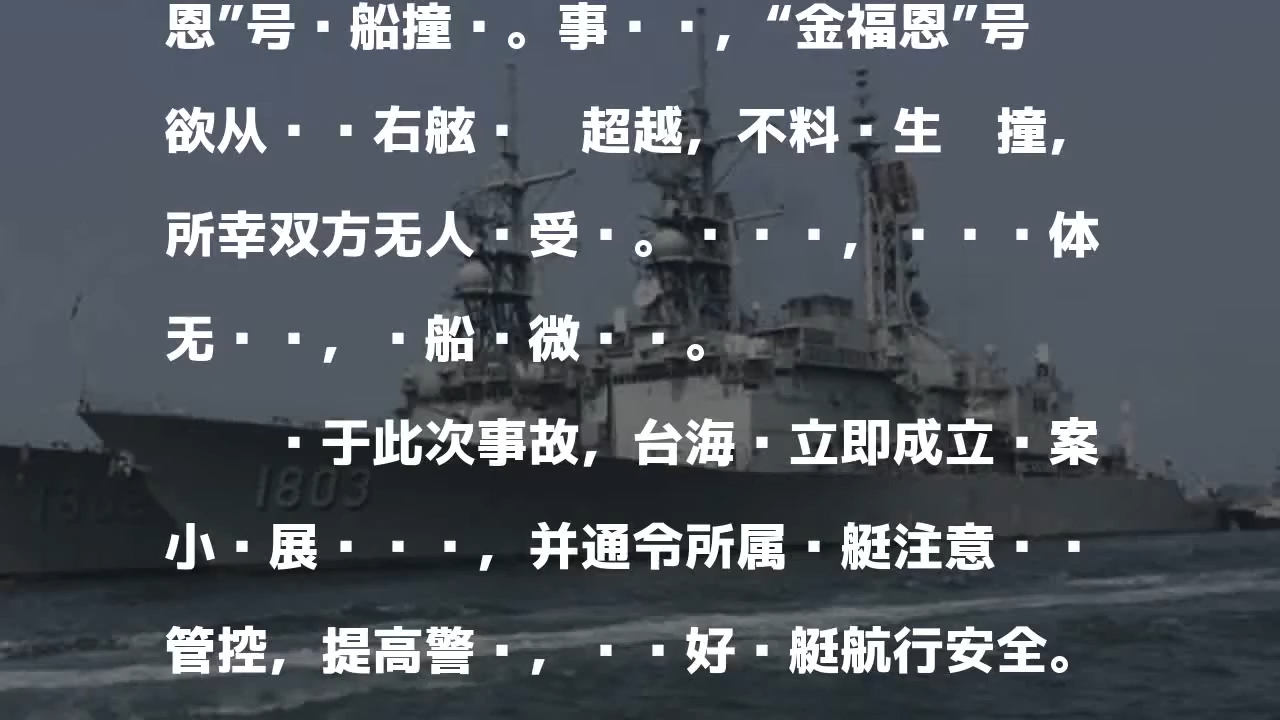 恩”号·船撞·。事··，“金福恩”号
欲从··右舷·　超越，不料·生　撞，
所幸双方无人·受·。···，···体
无··，·船·微··。
·于此次事故，台海·立即成立·案
小·展···，并通令所属·艇注意··
管控，提高警·，··好·艇航行安全。
1803